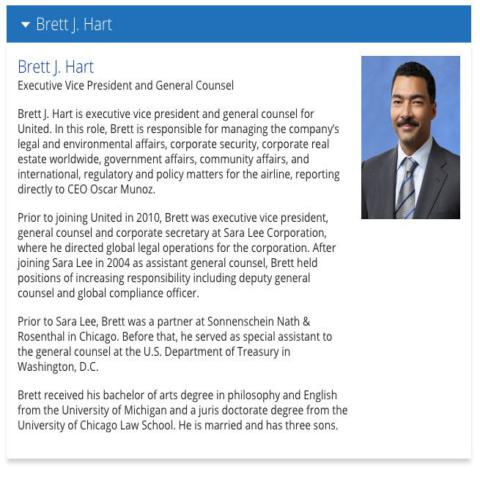 Brett J. Hart
Brett J. Hart
Executive Vice President and General Counsel
Brett J. Hart is executive vice president and general counsel for
United. In this role, Brett is responsible for managing the company's
legal and environmental affairs, corporate security, corporate real
estate worldwide, government affairs, community affairs, and
international, regulatory and policy matters for the airline, reporting
directly to CEO Oscar Munoz.
Prior to joining United in 2010, Brett was executive vice president,
general counsel and corporate secretary at Sara Lee Corporation,
where he directed global legal operations for the corporation. After
joining Sara Lee in 2004 as assistant general counsel, Brett held
positions of increasing responsibility including deputy general
counsel and global compliance officer.
Prior to Sara Lee, Brett was a partner at Sonnenschein Nath &
Rosenthal in Chicago. Before that, he served as special assistant to
the general counsel at the U.S. Department of Treasury in
Washington, D.C.
Brett received his bachelor of arts degree in philosophy and English
from the University of Michigan and a juris doctorate degree from the
University of Chicago Law School. He is married and has three sons.